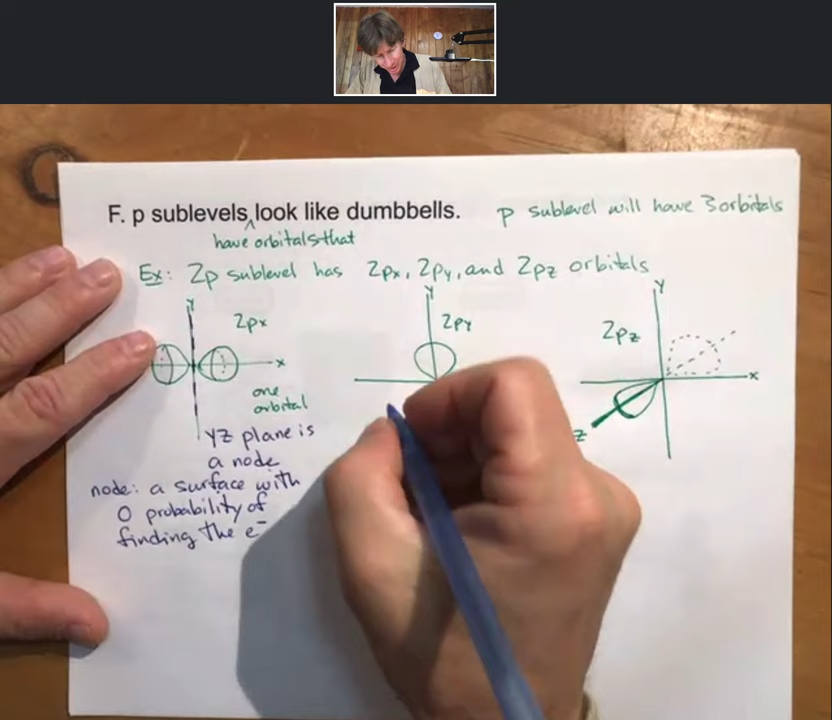 F. p sublevels, look like dumbbells. p sublevel will have 3 orbitals
have orbitals that
Ex: 2p sublevel has 2px, 2py, and 2pz orbitals
Y
2px
x
one
orbital
YZ plane is
a node
node: a surface with
0 probability of
finding the e⁻
Y
2py
Y
2pz
x
z